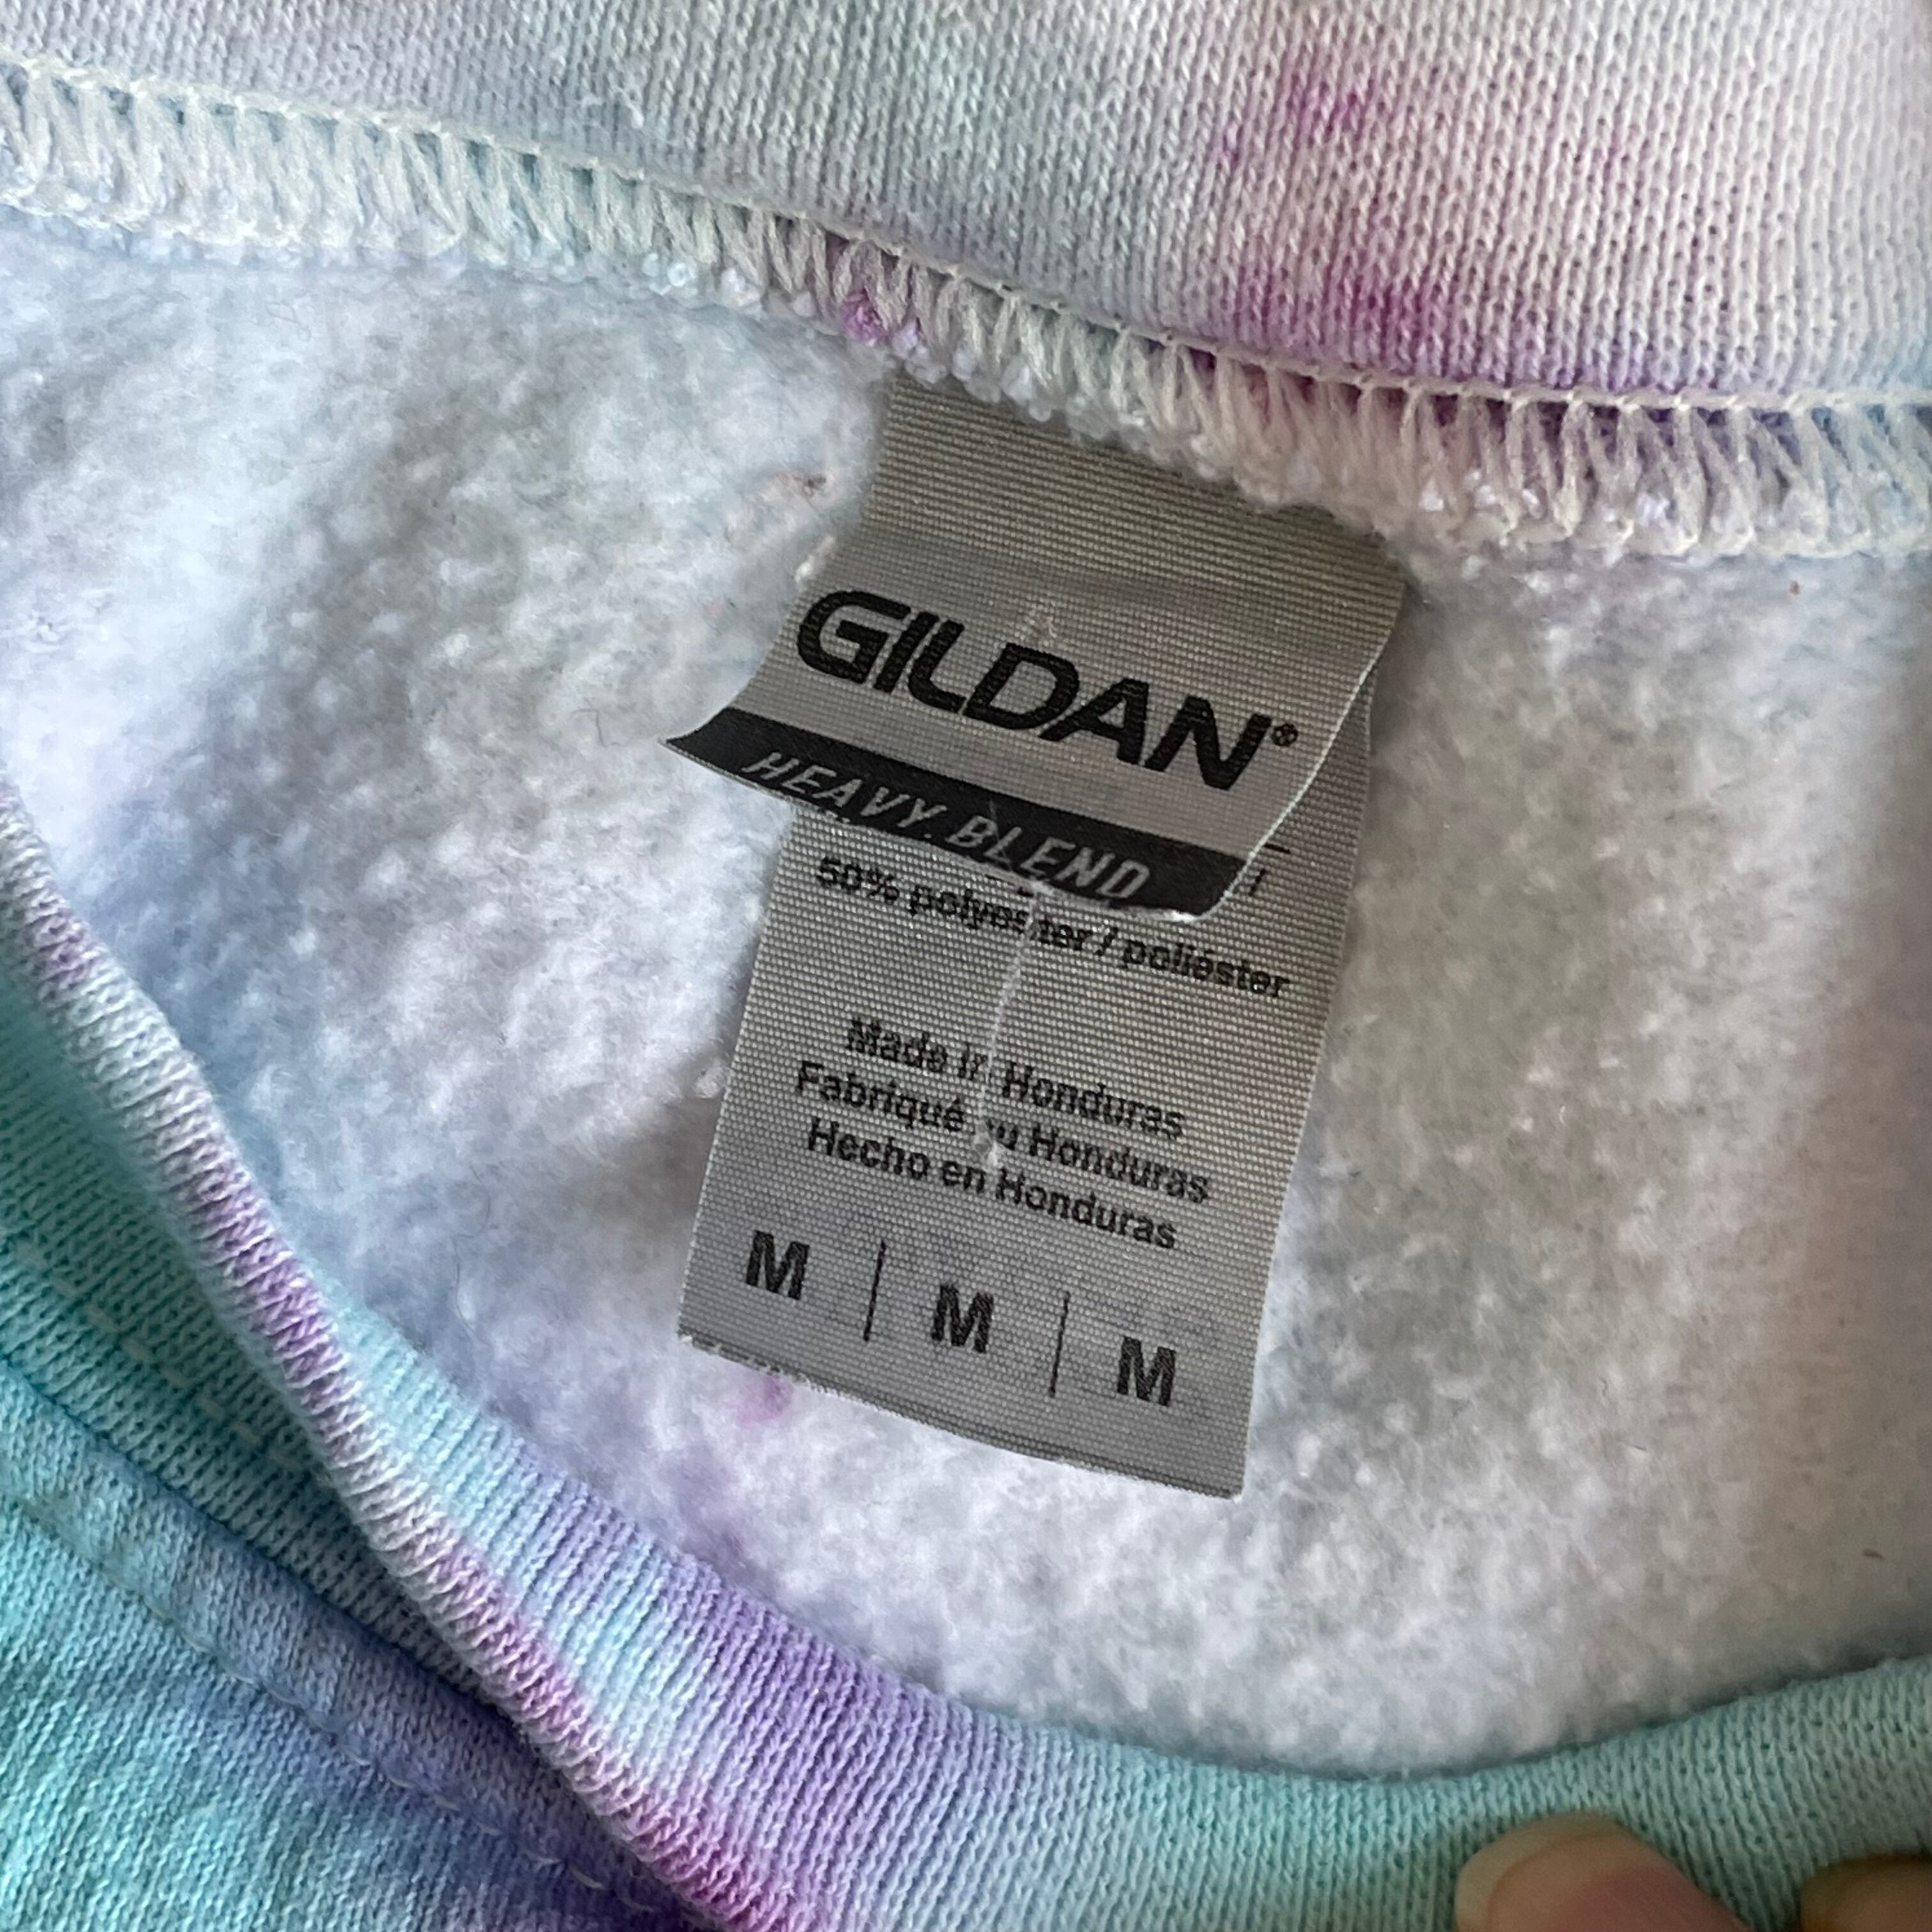 GILDAN®
HEAVY BLEND
50% polyester / poliéster
Made in Honduras
Fabriqué au Honduras
Hecho en Honduras
M | M | M